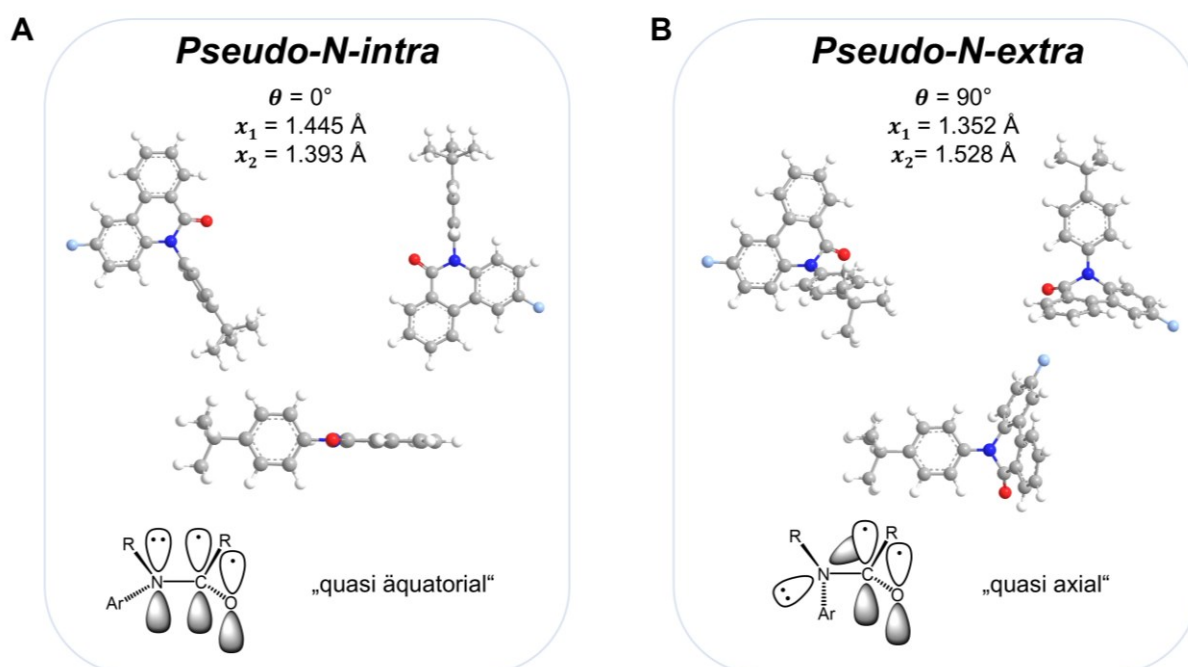 A
Pseudo-N-intra
θ = 0°
x₁ = 1.445 Å
x₂ = 1.393 Å
R
R
N
C
Ar
O
„quasi äquatorial“
B
Pseudo-N-extra
θ = 90°
x₁ = 1.352 Å
x₂= 1.528 Å
R
R
N
C
Ar
O
„quasi axial“